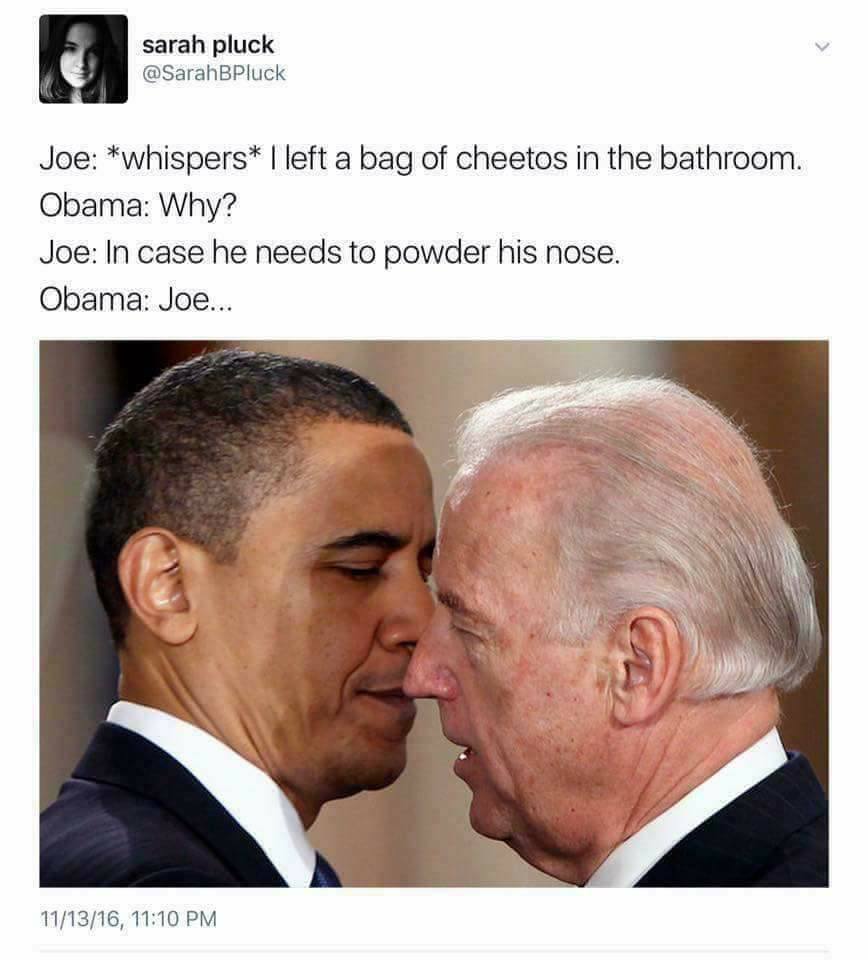 sarah pluck
@SarahBPluck
Joe: *whispers* I left a bag of cheetos in the bathroom.
Obama: Why?
Joe: In case he needs to powder his nose.
Obama: Joe...
11/13/16, 11:10 PM